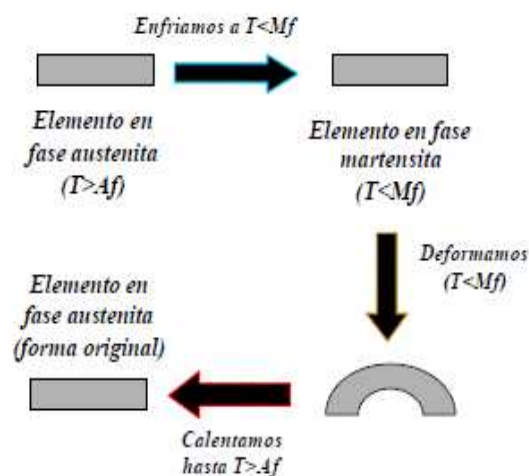 Enfriamos a T<Mf
Elemento en
fase austenita
(T>Af)
Elemento en fase
martensita
(T<Mf)
Deformamos
(T<Mf)
Elemento en
fase austenita
(forma original)
Calentamos
hasta T>Af